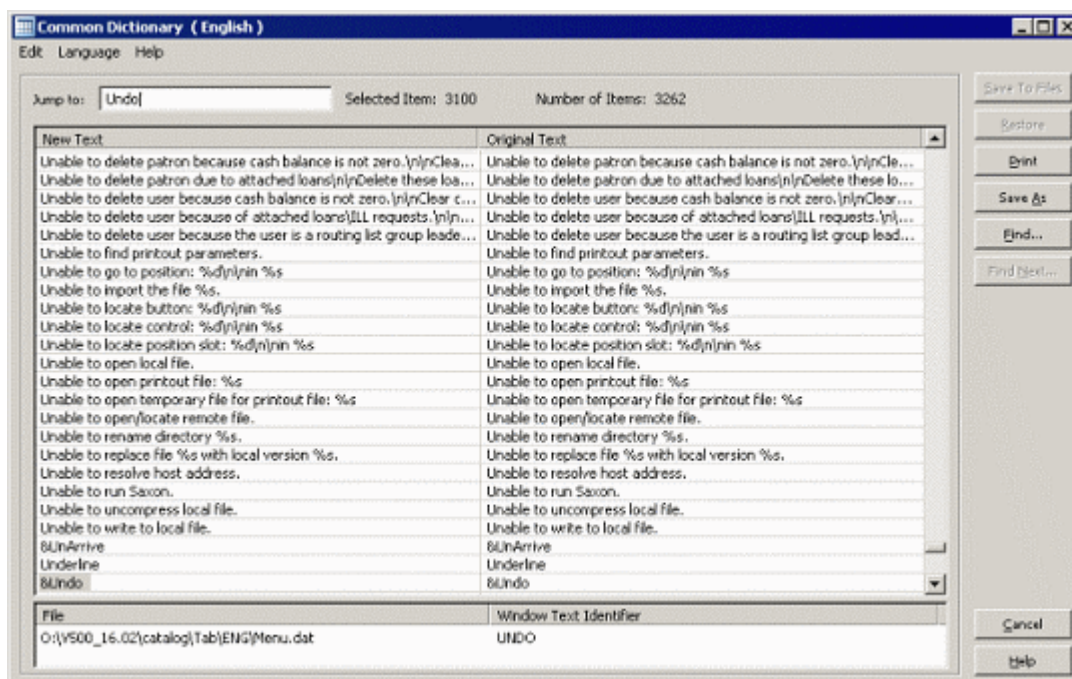 Common Dictionary ( English )
Edit Language Help
Jump to: Undo Selected Item: 3100 Number of Items: 3262
Save To Files
Restore
Print
Save As
Find...
Find Next...
New Text Original Text
Unable to delete patron because cash balance is not zero.\n\nClea... Unable to delete patron because cash balance is not zero.\n\nCle...
Unable to delete patron due to attached loans\n\nDelete these loa... Unable to delete patron due to attached loans\n\nDelete these lo...
Unable to delete user because cash balance is not zero.\n\nClear c... Unable to delete user because cash balance is not zero.\n\nClear...
Unable to delete user because of attached loans\ILL requests.\n\n... Unable to delete user because of attached loans\ILL requests.\n\...
Unable to delete user because the user is a routing list group leade... Unable to delete user because the user is a routing list group lead...
Unable to find printout parameters. Unable to find printout parameters.
Unable to go to position: %d\n\nin %s Unable to go to position: %d\n\nin %s
Unable to import the file %s. Unable to import the file %s.
Unable to locate button: %d\n\nin %s Unable to locate button: %d\n\nin %s
Unable to locate control: %d\n\nin %s Unable to locate control: %d\n\nin %s
Unable to locate position slot: %d\n\nin %s Unable to locate position slot: %d\n\nin %s
Unable to open local file. Unable to open local file.
Unable to open printout file: %s Unable to open printout file: %s
Unable to open temporary file for printout file: %s Unable to open temporary file for printout file: %s
Unable to open/locate remote file. Unable to open/locate remote file.
Unable to rename directory %s. Unable to rename directory %s.
Unable to replace file %s with local version %s. Unable to replace file %s with local version %s.
Unable to resolve host address. Unable to resolve host address.
Unable to run Saxon. Unable to run Saxon.
Unable to uncompress local file. Unable to uncompress local file.
Unable to write to local file. Unable to write to local file.
&UnArrive &UnArrive
Underline Underline
&Undo &Undo
File Window Text Identifier
O:\V500_16.02\catalog\Tab\ENG\Menu.dat UNDO
Cancel
Help